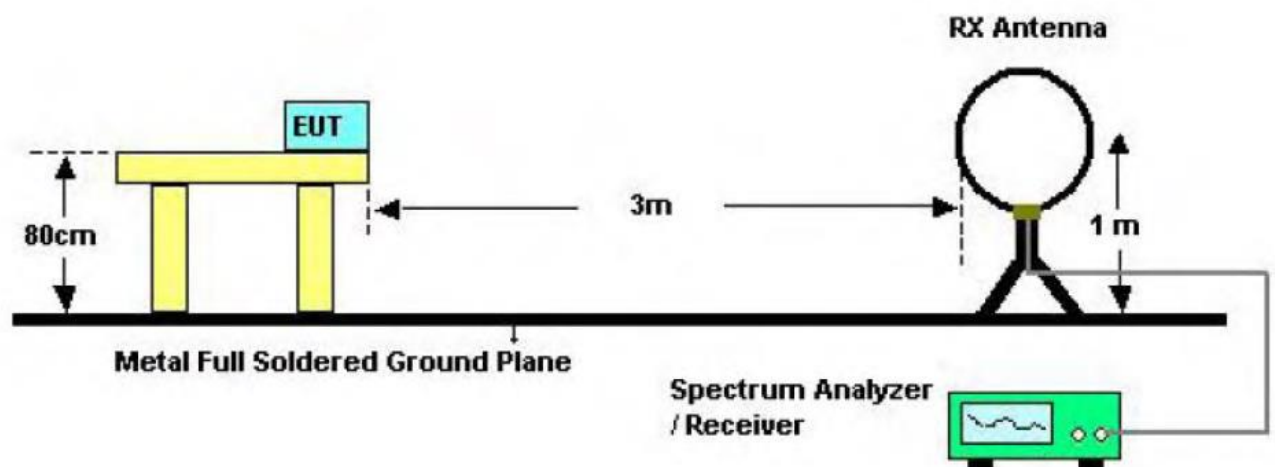 RX Antenna
EUT
80cm
3m
1 m
Metal Full Soldered Ground Plane
Spectrum Analyzer
/ Receiver